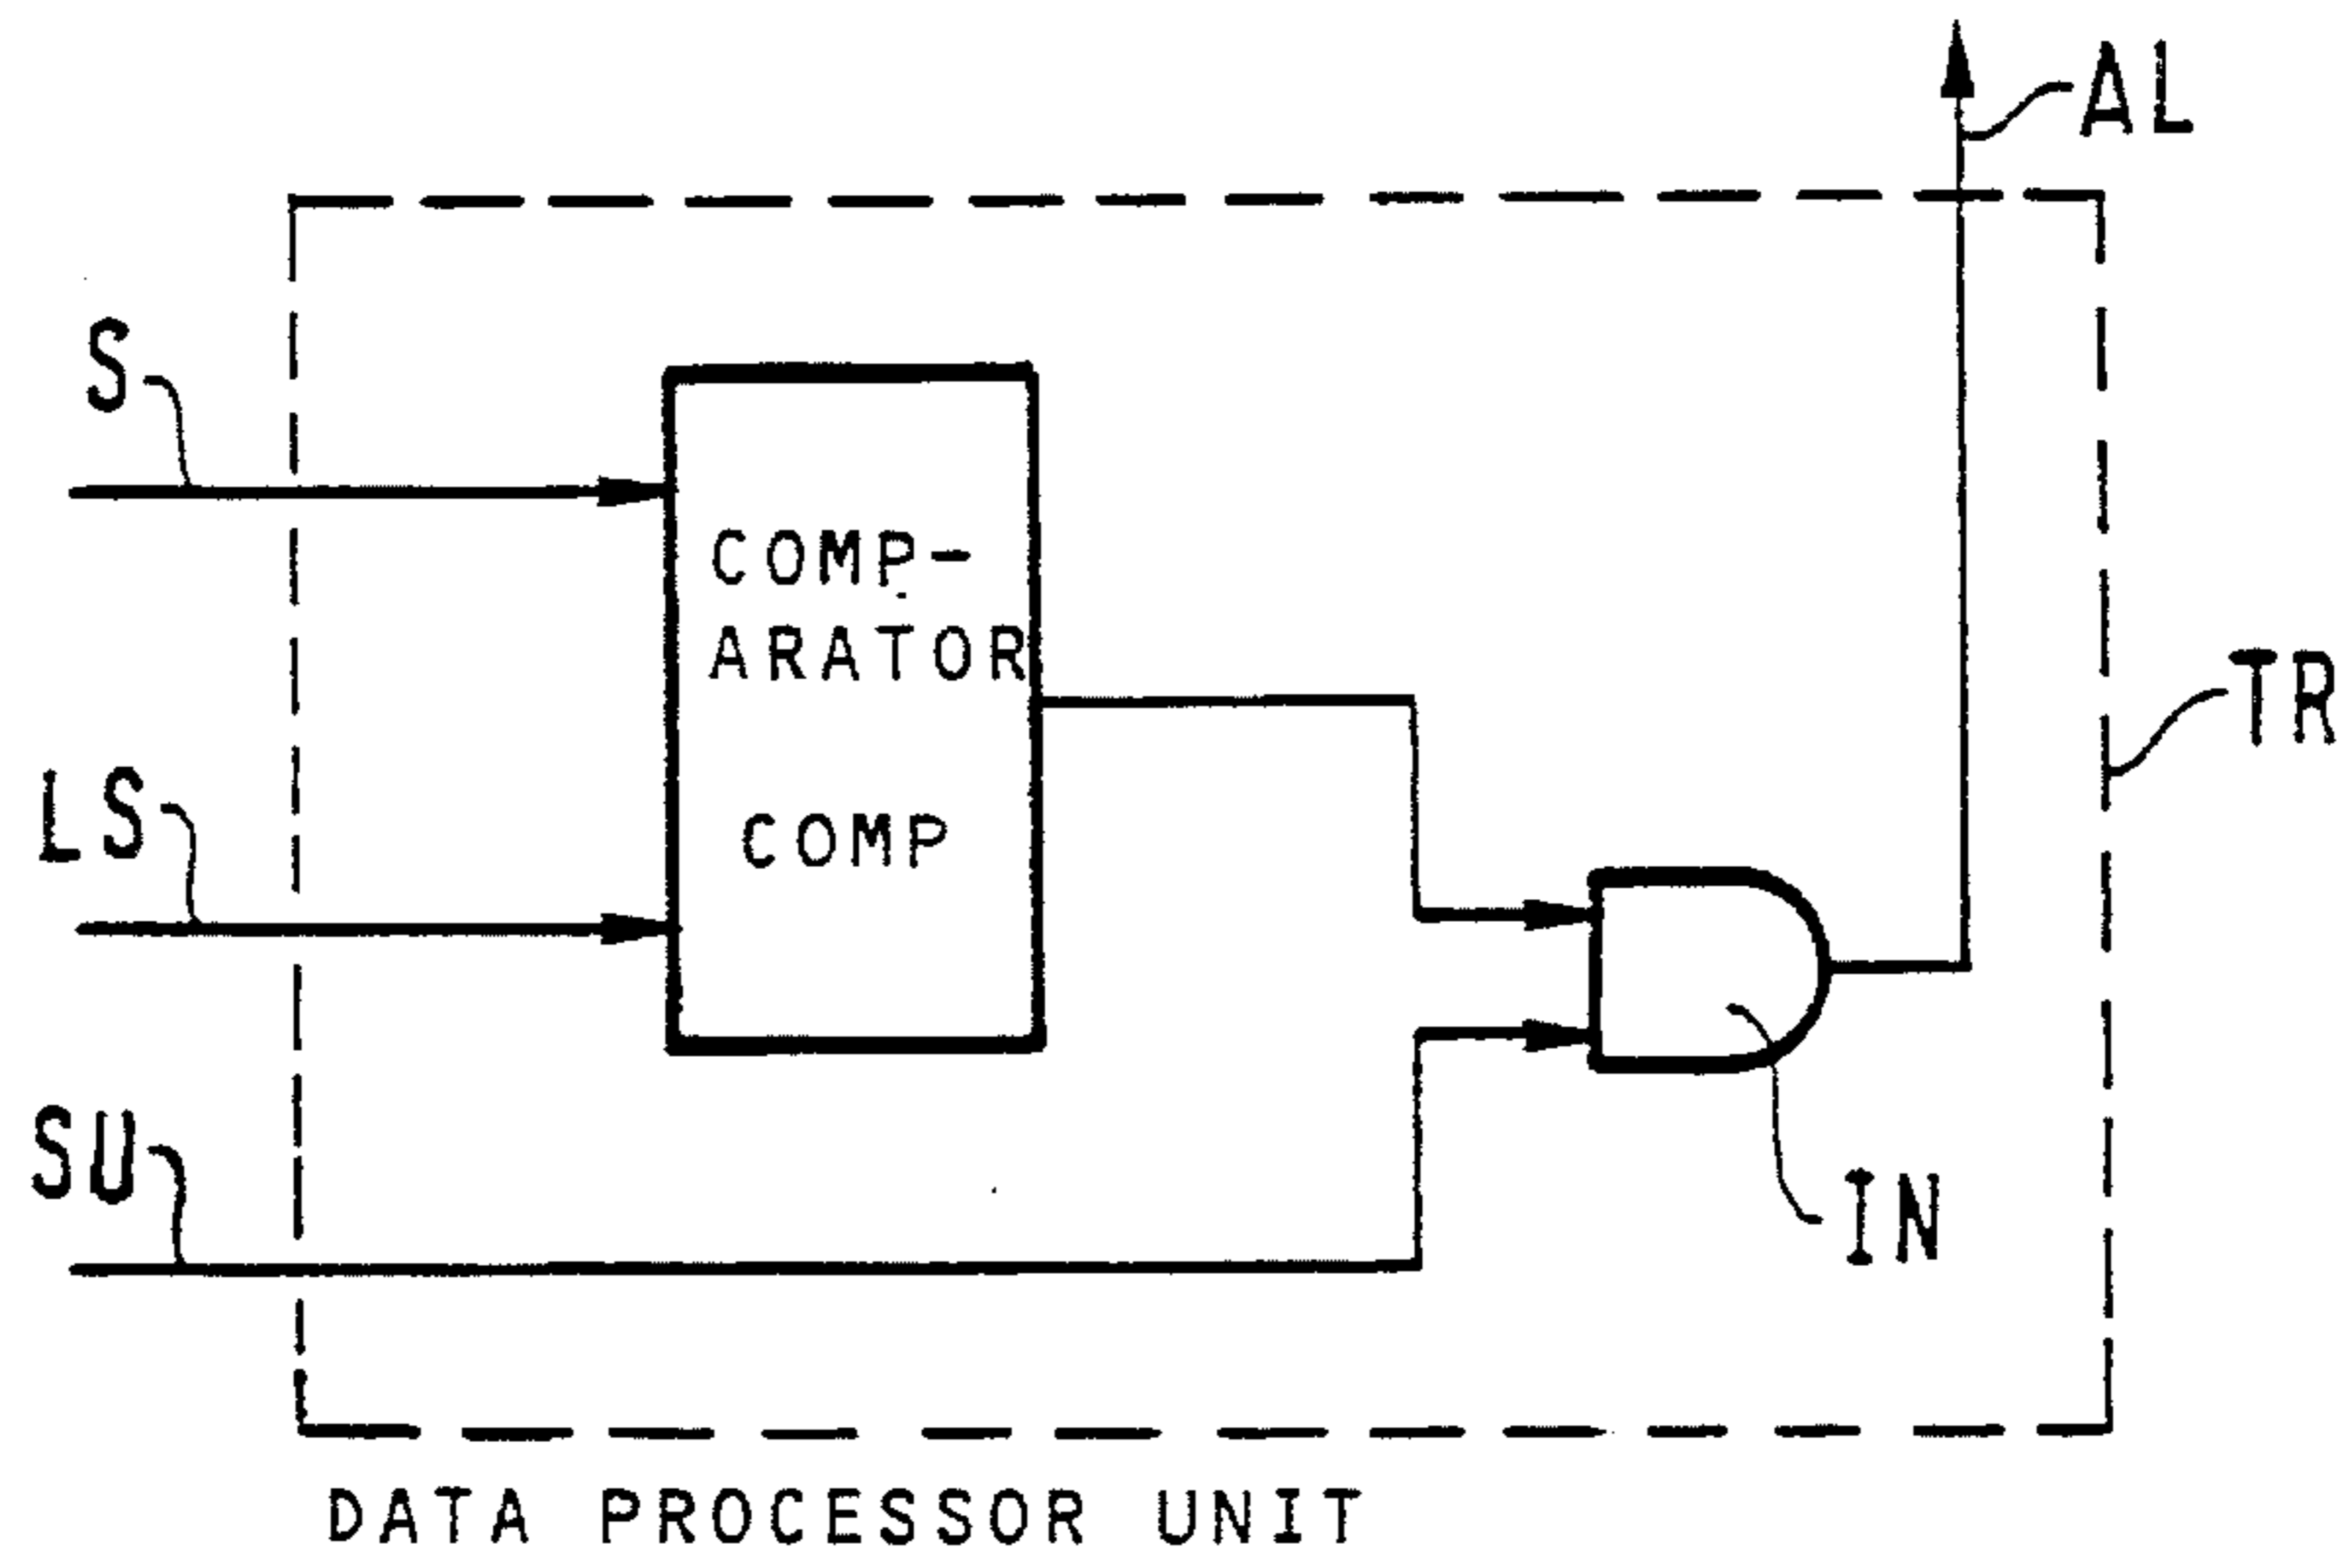 AL
S
COMP-
ARATOR
TR
LS
COMP
SU
IN
DATA PROCESSOR UNIT